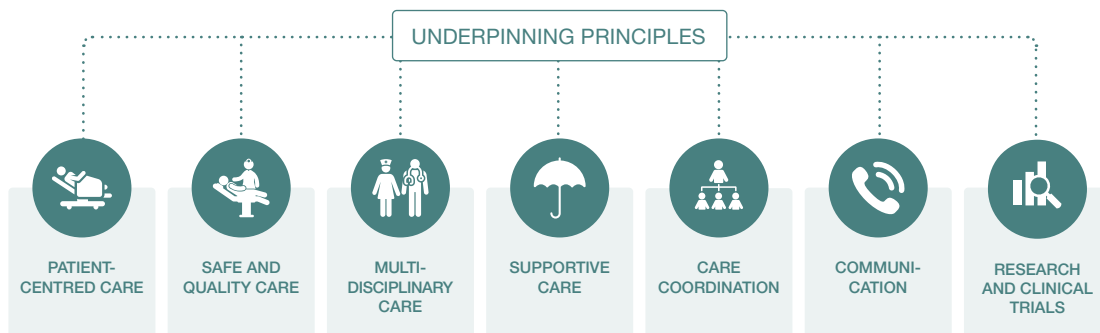 UNDERPINNING PRINCIPLES
PATIENT-
CENTRED CARE
SAFE AND
QUALITY CARE
MULTI-
DISCIPLINARY
CARE
SUPPORTIVE
CARE
CARE
COORDINATION
COMMUNI-
CATION
RESEARCH
AND CLINICAL
TRIALS